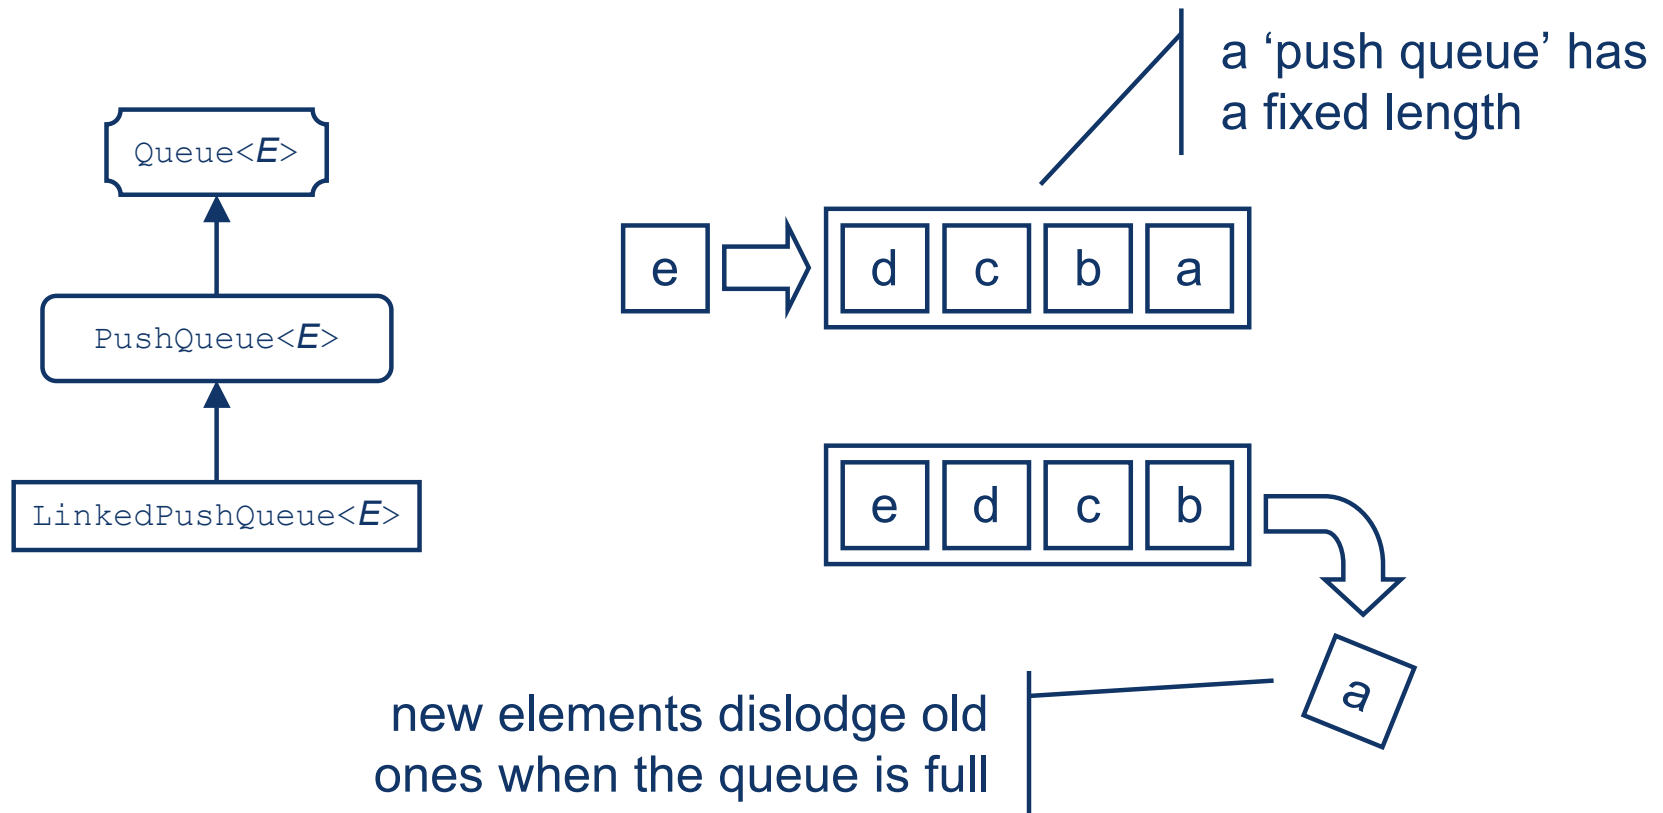 a ‘push queue’ has
a fixed length
Queue<E>
PushQueue<E>
LinkedPushQueue<E>
e
d c b a
e d c b
a
new elements dislodge old
ones when the queue is full